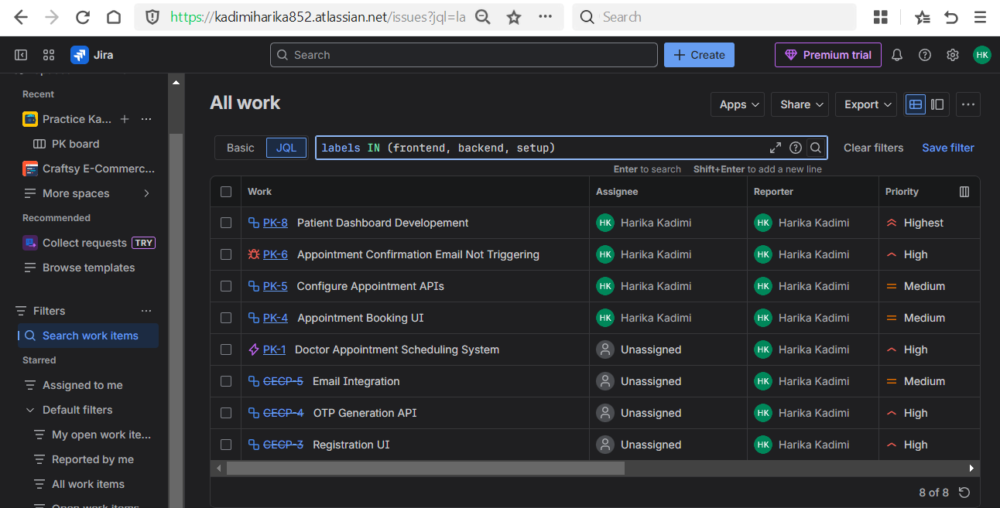 https://kadimiharika852.atlassian.net/issues?jql=la
Search
Jira
Search
Create
Premium trial
HK
Recent
Practice Ka...
PK board
Craftsy E-Commerc...
More spaces
Recommended
Collect requests TRY
Browse templates
Filters
Search work items
Starred
Assigned to me
Default filters
My open work ite...
Reported by me
All work items
Open work items
All work
Apps Share Export
Basic JQL labels IN (frontend, backend, setup) Clear filters Save filter
Enter to search Shift+Enter to add a new line
Work Assignee Reporter Priority
PK-8 Patient Dashboard Developement HK Harika Kadimi HK Harika Kadimi Highest
PK-6 Appointment Confirmation Email Not Triggering HK Harika Kadimi HK Harika Kadimi High
PK-5 Configure Appointment APIs HK Harika Kadimi HK Harika Kadimi Medium
PK-4 Appointment Booking UI HK Harika Kadimi HK Harika Kadimi Medium
PK-1 Doctor Appointment Scheduling System Unassigned HK Harika Kadimi High
CECP-5 Email Integration Unassigned HK Harika Kadimi Medium
CECP-4 OTP Generation API Unassigned HK Harika Kadimi High
CECP-3 Registration UI Unassigned HK Harika Kadimi High
8 of 8